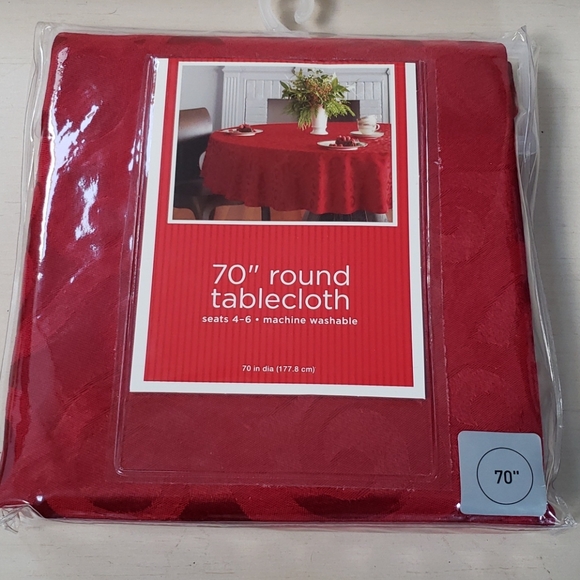 70" round
tablecloth
seats 4-6 • machine washable
70 in dia (177.8 cm)
70"